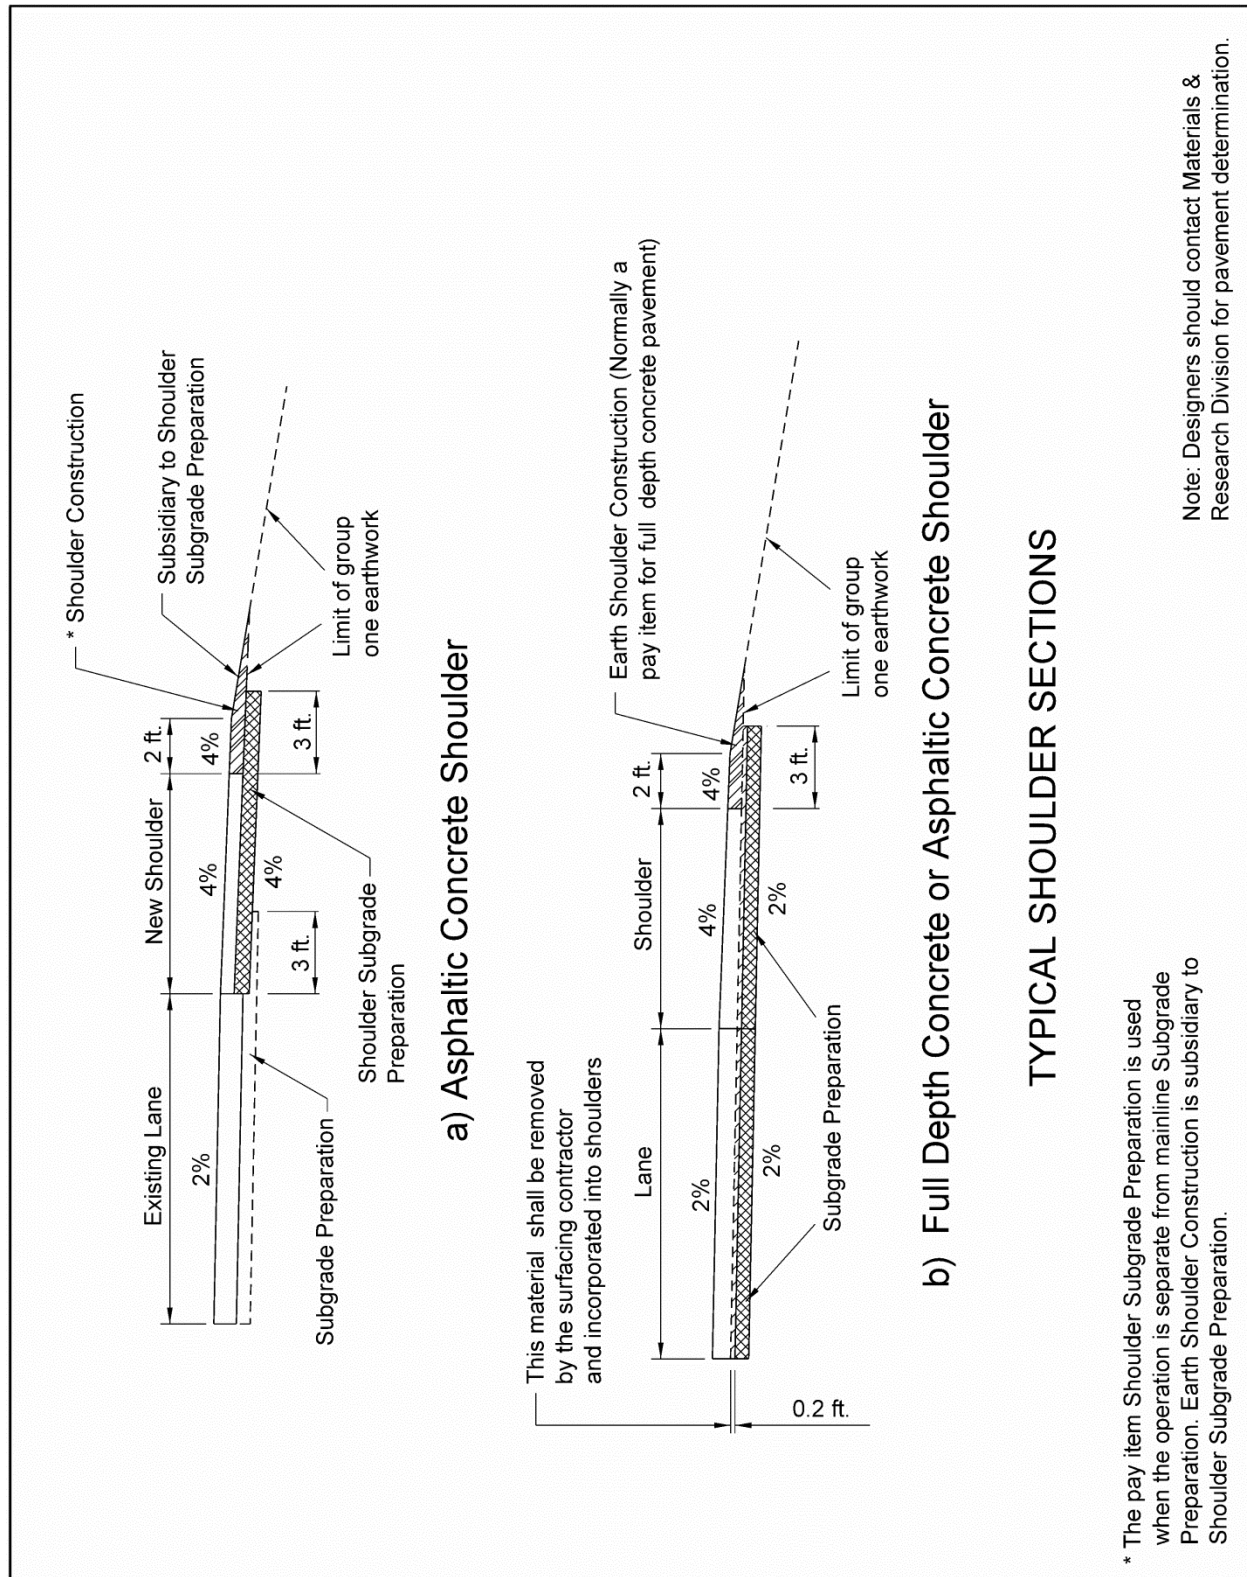 * Shoulder Construction
Subsidiary to Shoulder
Subgrade Preparation
Existing Lane
New Shoulder
2 ft.
2%
4%
4%
4%
3 ft.
3 ft.
Limit of group
one earthwork
Subgrade Preparation
Shoulder Subgrade
Preparation
a) Asphaltic Concrete Shoulder
This material shall be removed
by the surfacing contractor
and incorporated into shoulders
Earth Shoulder Construction (Normally a
pay item for full depth concrete pavement)
Lane
Shoulder
2 ft.
2%
4%
4%
2%
2%
3 ft.
0.2 ft.
Limit of group
one earthwork
Subgrade Preparation
b) Full Depth Concrete or Asphaltic Concrete Shoulder
TYPICAL SHOULDER SECTIONS
* The pay item Shoulder Subgrade Preparation is used
when the operation is separate from mainline Subgrade
Preparation. Earth Shoulder Construction is subsidiary to
Shoulder Subgrade Preparation.
Note: Designers should contact Materials &
Research Division for pavement determination.